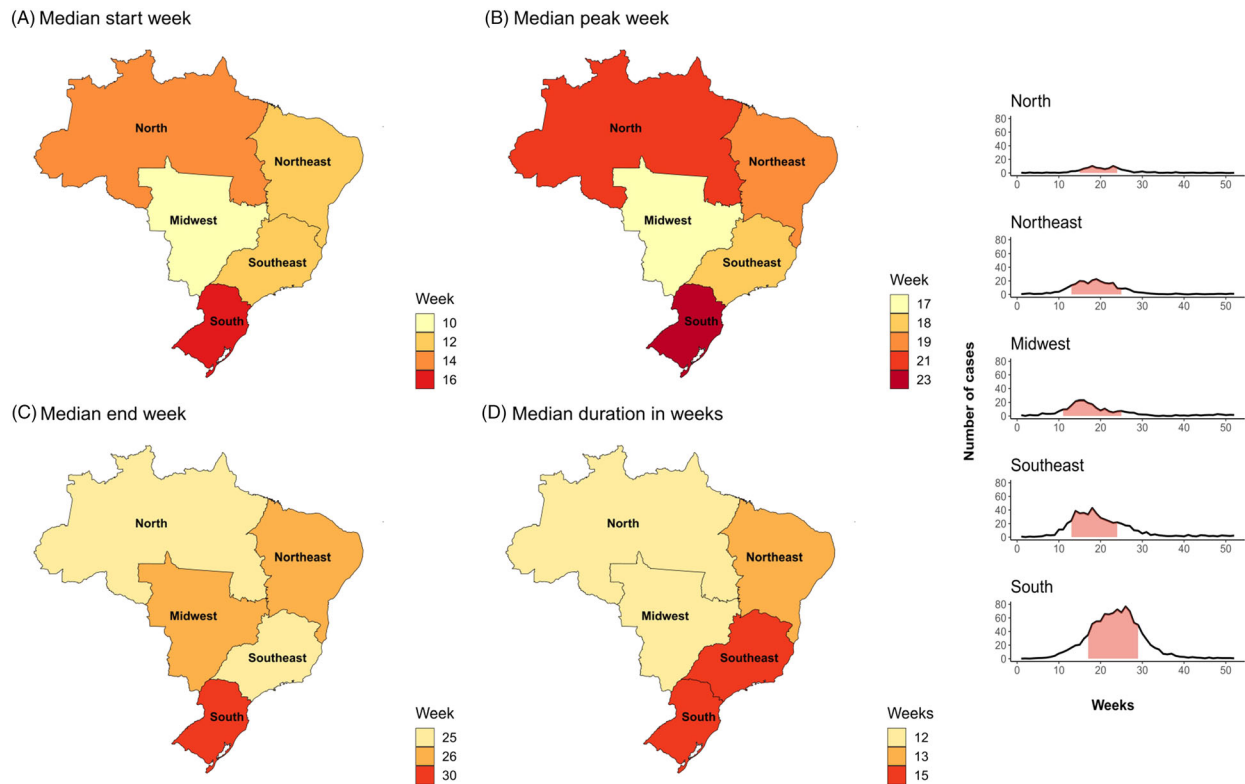 (A) Median start week
North
Northeast
Midwest
Southeast
South
Week
10
12
14
16
(B) Median peak week
North
Northeast
Midwest
Southeast
South
Week
17
18
19
21
23
(C) Median end week
North
Northeast
Midwest
Southeast
South
Week
25
26
30
(D) Median duration in weeks
North
Northeast
Midwest
Southeast
South
Weeks
12
13
15
Number of cases
North
80
60
40
20
0
0 10 20 30 40 50
Northeast
80
60
40
20
0
0 10 20 30 40 50
Midwest
80
60
40
20
0
0 10 20 30 40 50
Southeast
80
60
40
20
0
0 10 20 30 40 50
South
80
60
40
20
0
0 10 20 30 40 50
Weeks